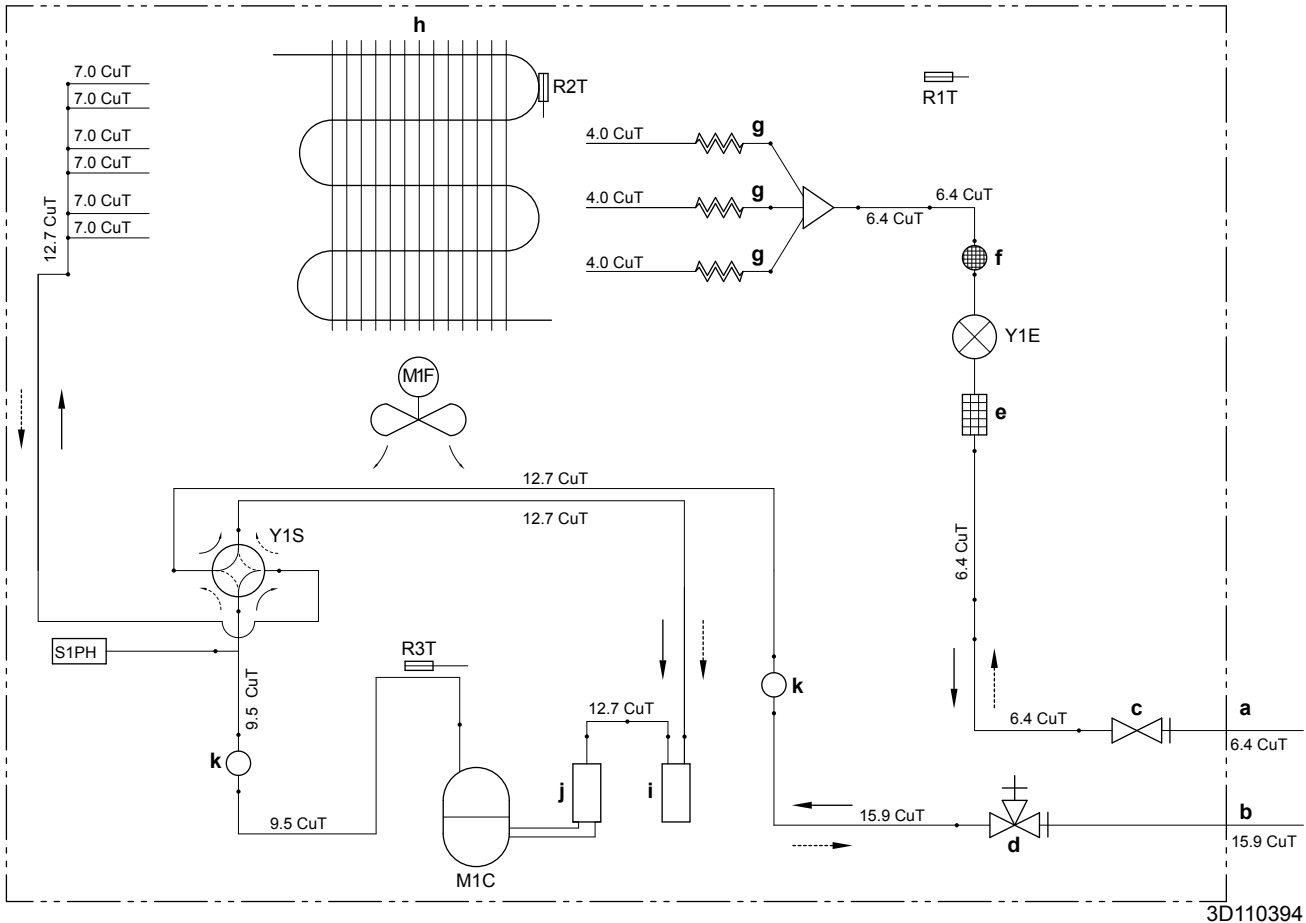 h
7.0 CuT
7.0 CuT
7.0 CuT
7.0 CuT
7.0 CuT
7.0 CuT
12.7 CuT
R2T
R1T
4.0 CuT
g
4.0 CuT
g
4.0 CuT
g
6.4 CuT
6.4 CuT
f
Y1E
e
M1F
12.7 CuT
12.7 CuT
Y1S
6.4 CuT
S1PH
R3T
9.5 CuT
k
9.5 CuT
M1C
12.7 CuT
j
i
k
6.4 CuT
c
a
6.4 CuT
15.9 CuT
d
b
15.9 CuT
3D110394